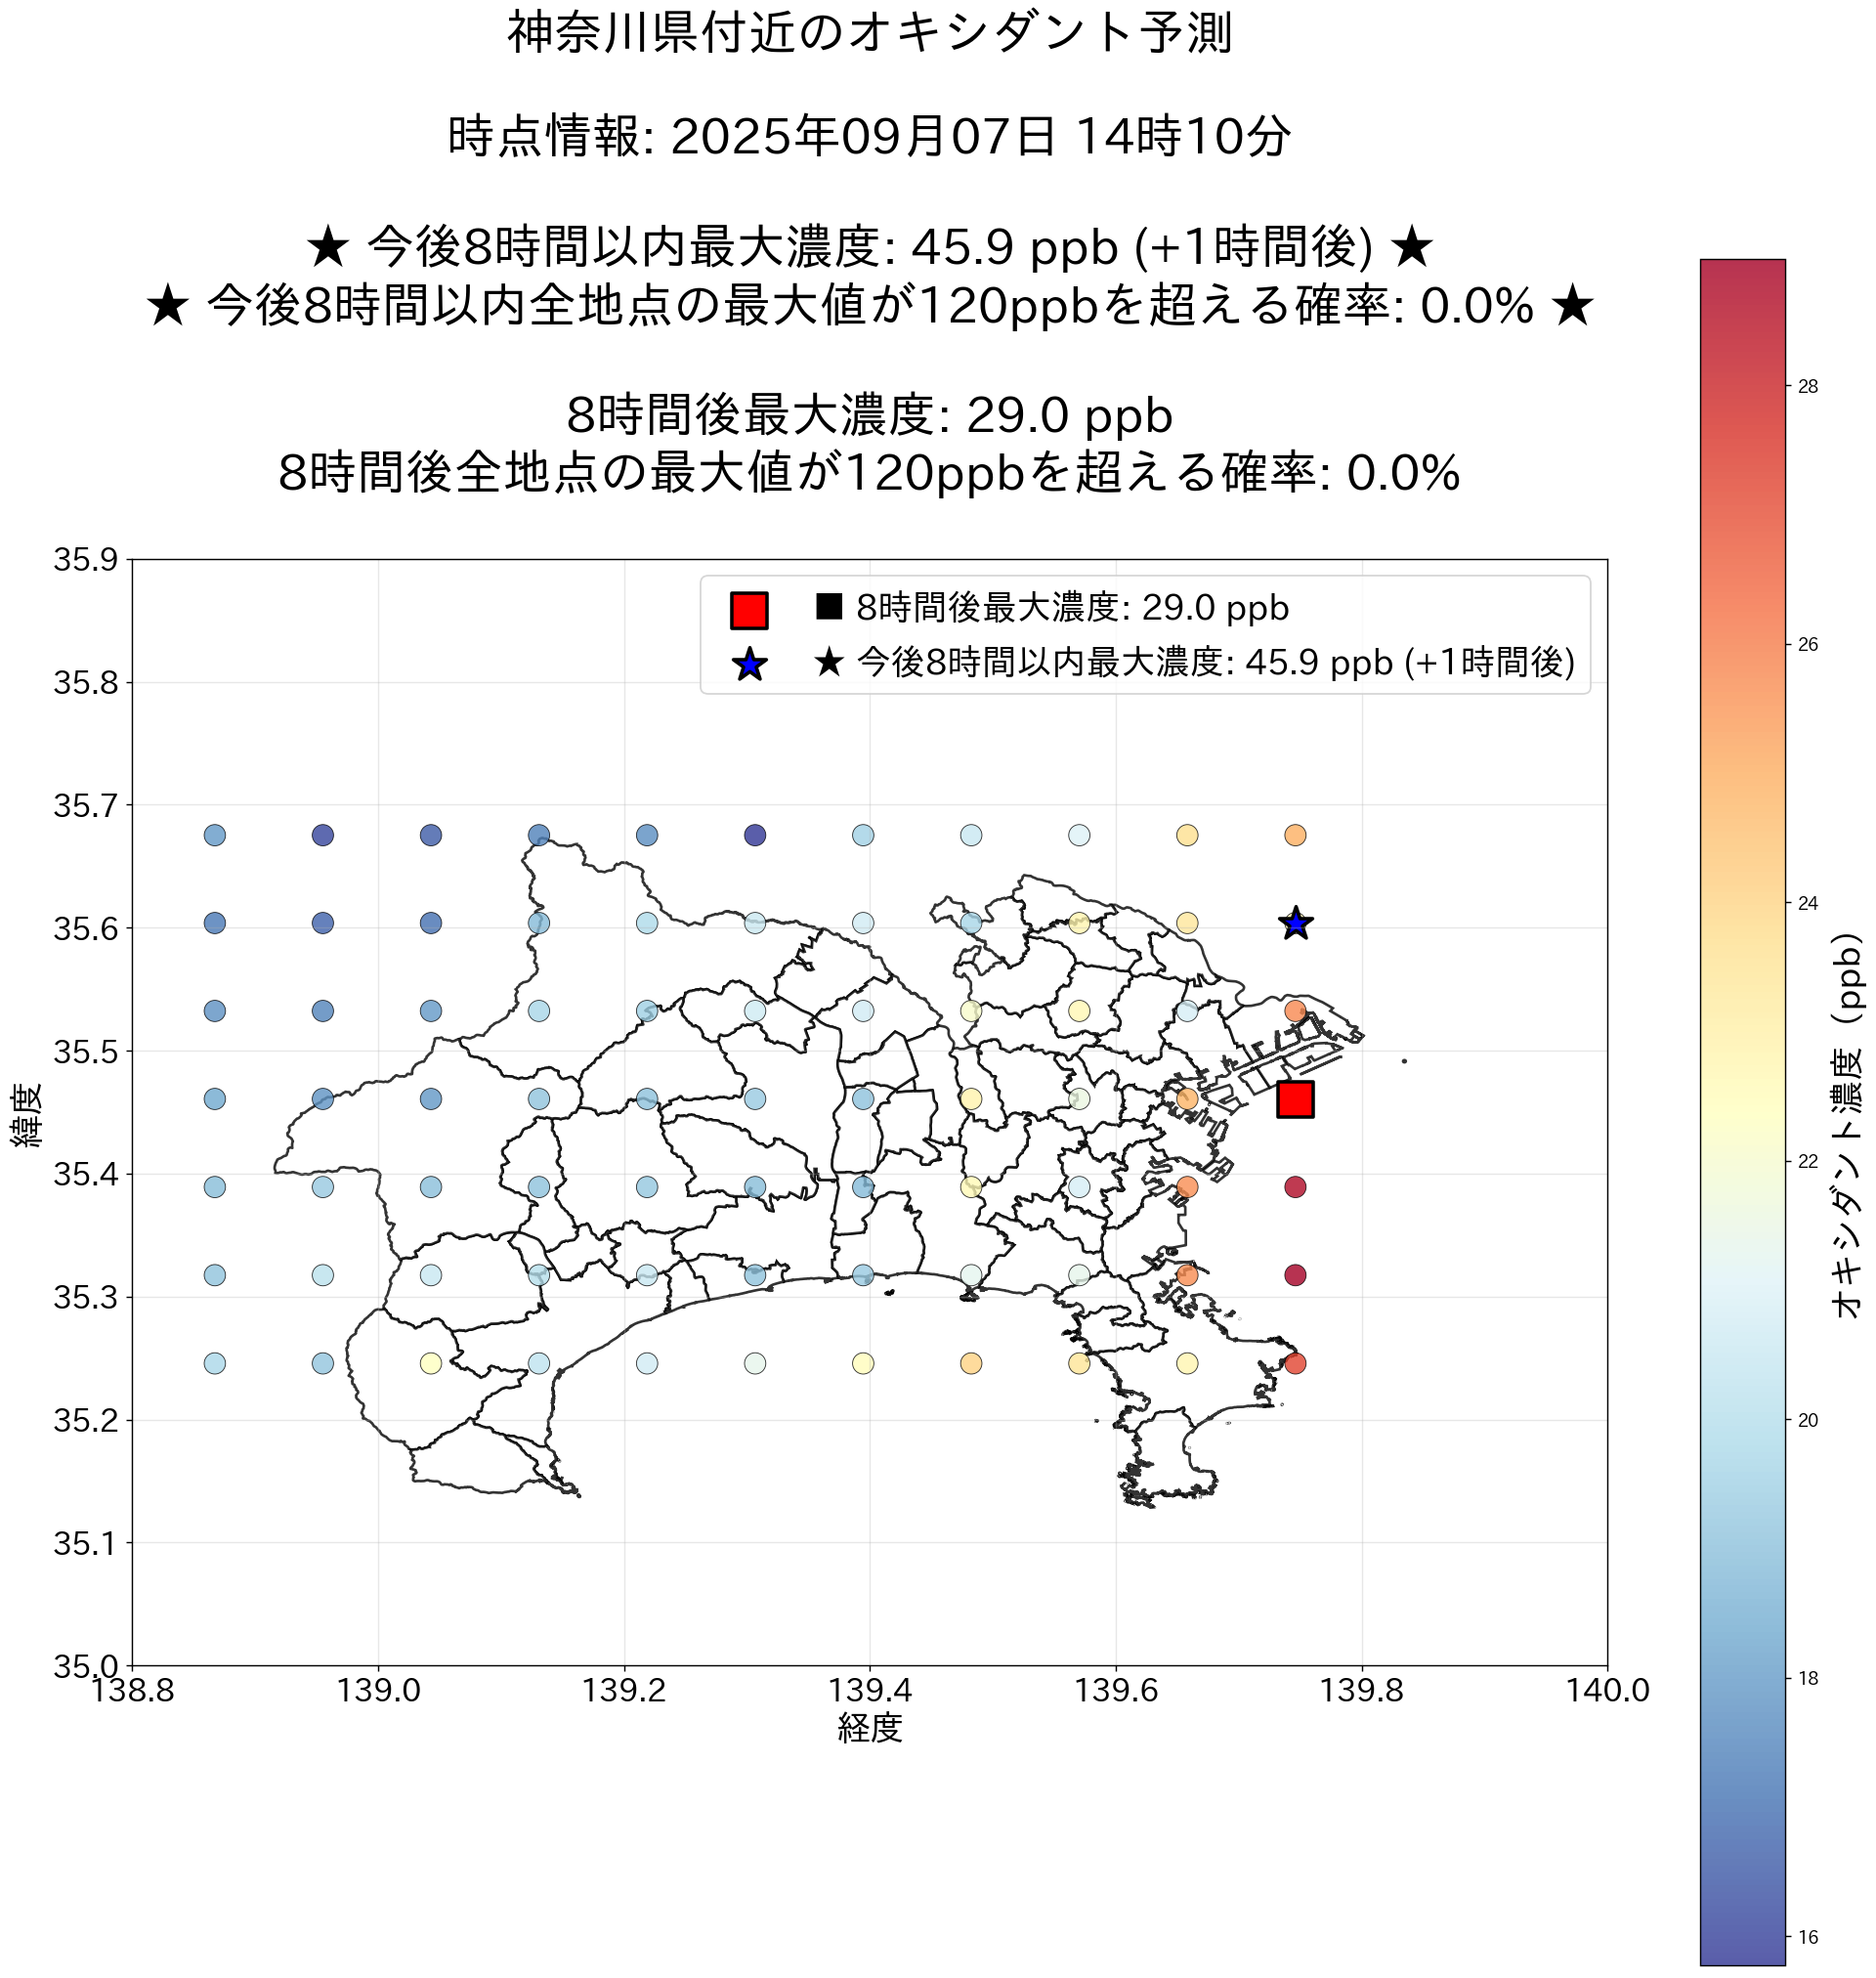 神奈川県付近のオキシダント予測
時点情報: 2025年09月07日 14時10分
★ 今後8時間以内最大濃度: 45.9 ppb (+1時間後) ★
★ 今後8時間以内全地点の最大値が120ppbを超える確率: 0.0% ★
8時間後最大濃度: 29.0 ppb
8時間後全地点の最大値が120ppbを超える確率: 0.0%
■ 8時間後最大濃度: 29.0 ppb
★ 今後8時間以内最大濃度: 45.9 ppb (+1時間後)
35.9
35.8
35.7
35.6
35.5
35.4
35.3
35.2
35.1
35.0
緯度
138.8
139.0
139.2
139.4
139.6
139.8
140.0
経度
28
26
24
22
20
18
16
オキシダント濃度（ppb）